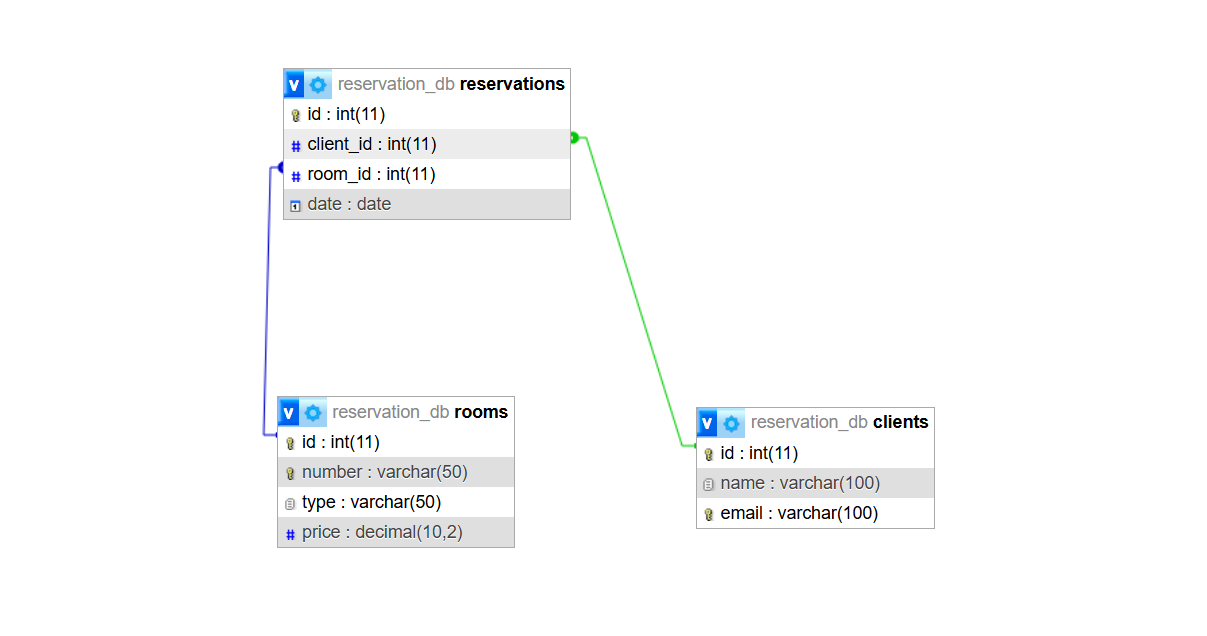 v reservation_db reservations
id : int(11)
# client_id : int(11)
# room_id : int(11)
date : date
v reservation_db rooms
id : int(11)
number : varchar(50)
type : varchar(50)
# price : decimal(10,2)
v reservation_db clients
id : int(11)
name : varchar(100)
email : varchar(100)